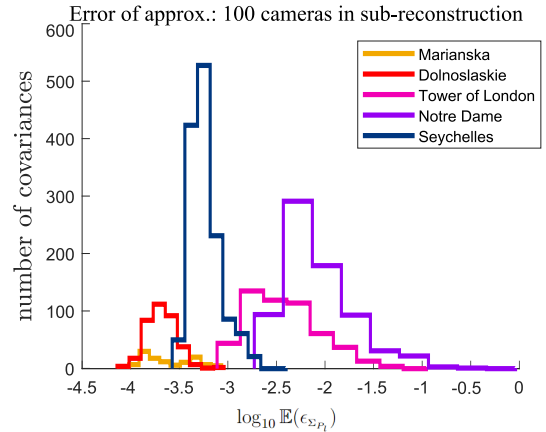 Error of approx.: 100 cameras in sub-reconstruction
number of covariances
600
500
400
300
200
100
0
Marianska
Dolnoslaskie
Tower of London
Notre Dame
Seychelles
-4.5 -4 -3.5 -3 -2.5 -2 -1.5 -1 -0.5 0
log₁₀ 𝔼(ϵ_{Σ_{P_l}})